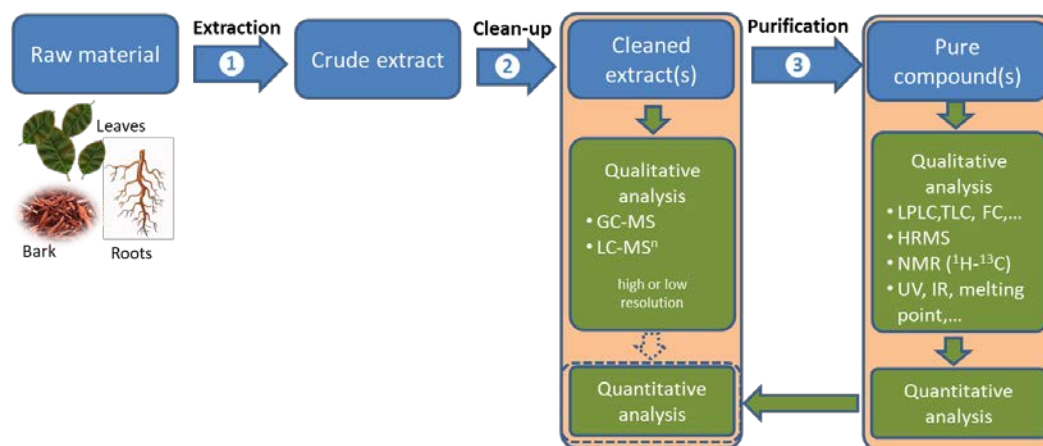 Raw material
Extraction
1
Crude extract
Clean-up
2
Cleaned
extract(s)
Purification
3
Pure
compound(s)
Leaves
Bark
Roots
Qualitative
analysis
• GC-MS
• LC-MSⁿ
high or low
resolution
Quantitative
analysis
Qualitative
analysis
• LPLC,TLC, FC,...
• HRMS
• NMR (¹H-¹³C)
• UV, IR, melting
point,...
Quantitative
analysis